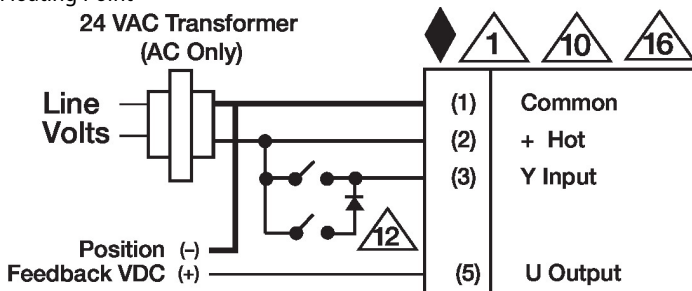 24 VAC Transformer
(AC Only)
1 10 16
Line
Volts
(1) Common
(2) + Hot
(3) Y Input
12
Position (–)
Feedback VDC (+)
(5) U Output